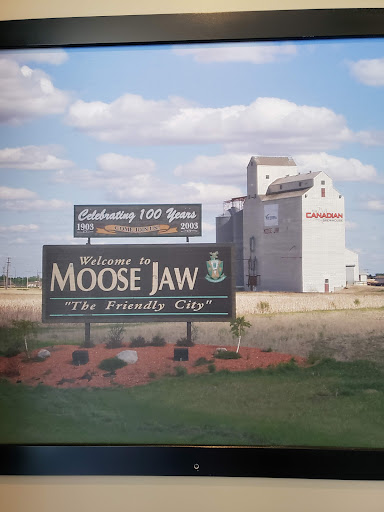 Celebrating 100 Years
1903 2003
Welcome to
MOOSE JAW
"The Friendly City"
CANADIAN